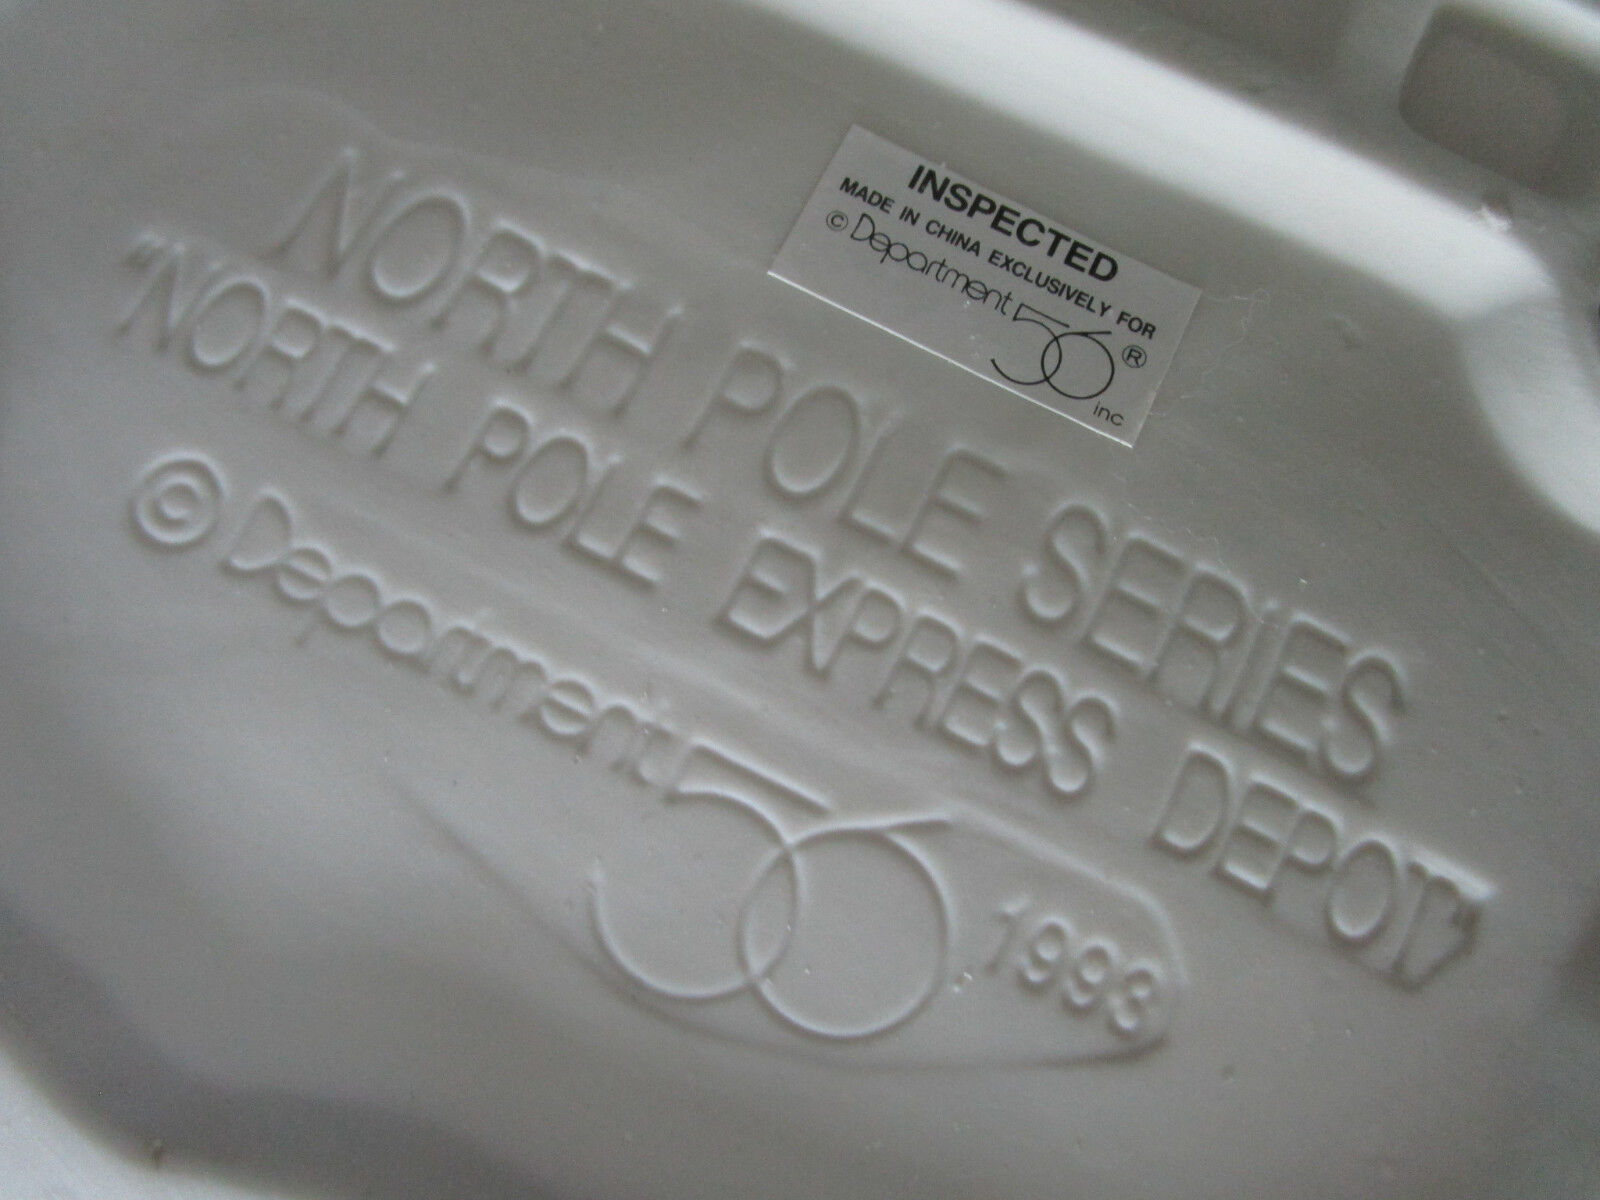 INSPECTED
MADE IN CHINA EXCLUSIVELY FOR
© Department 56®
inc
NORTH POLE SERIES
"NORTH POLE EXPRESS DEPOT"
© Department 56 1993